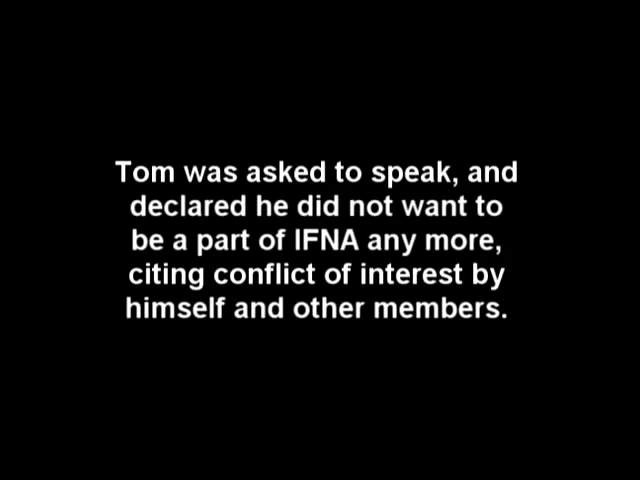 Tom was asked to speak, and
declared he did not want to
be a part of IFNA any more,
citing conflict of interest by
himself and other members.